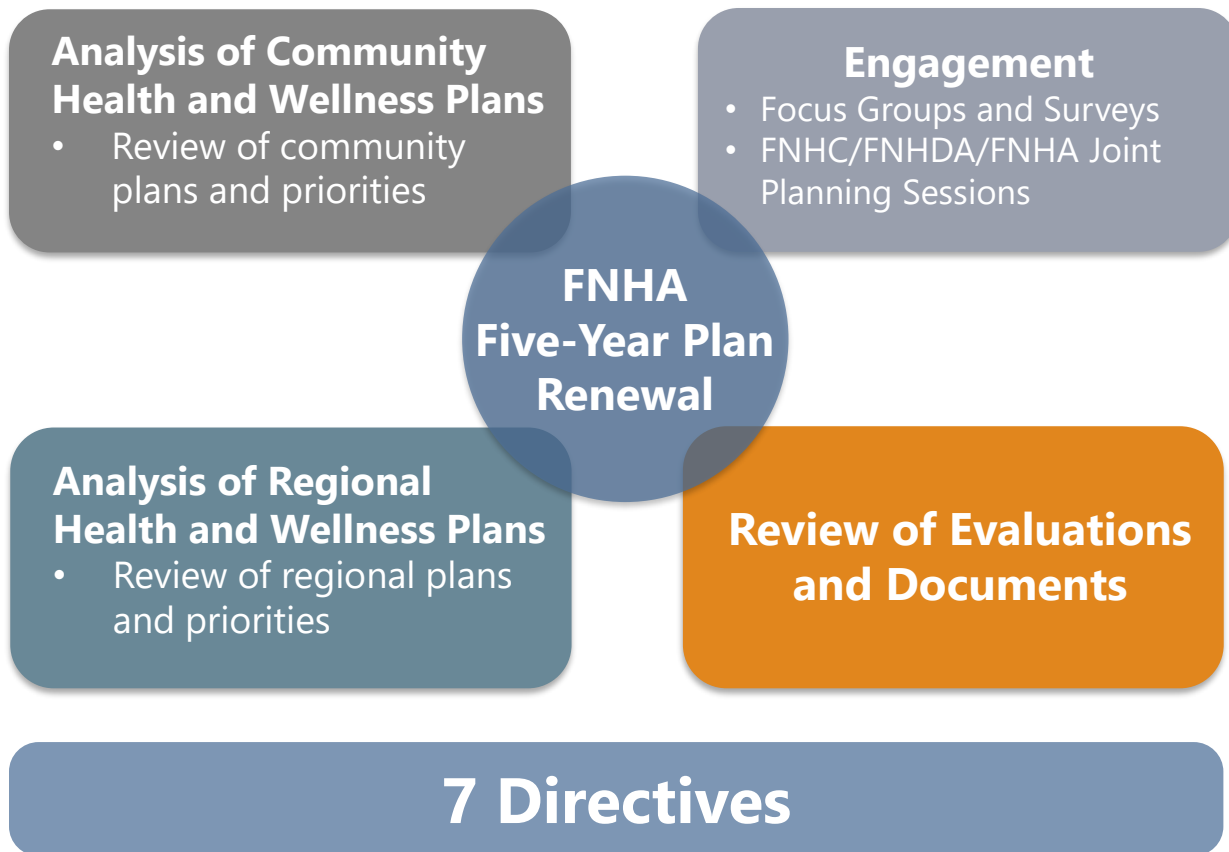 Analysis of Community
Health and Wellness Plans
• Review of community
plans and priorities
Engagement
• Focus Groups and Surveys
• FNHC/FNHDA/FNHA Joint
Planning Sessions
FNHA
Five-Year Plan
Renewal
Analysis of Regional
Health and Wellness Plans
• Review of regional plans
and priorities
Review of Evaluations
and Documents
7 Directives